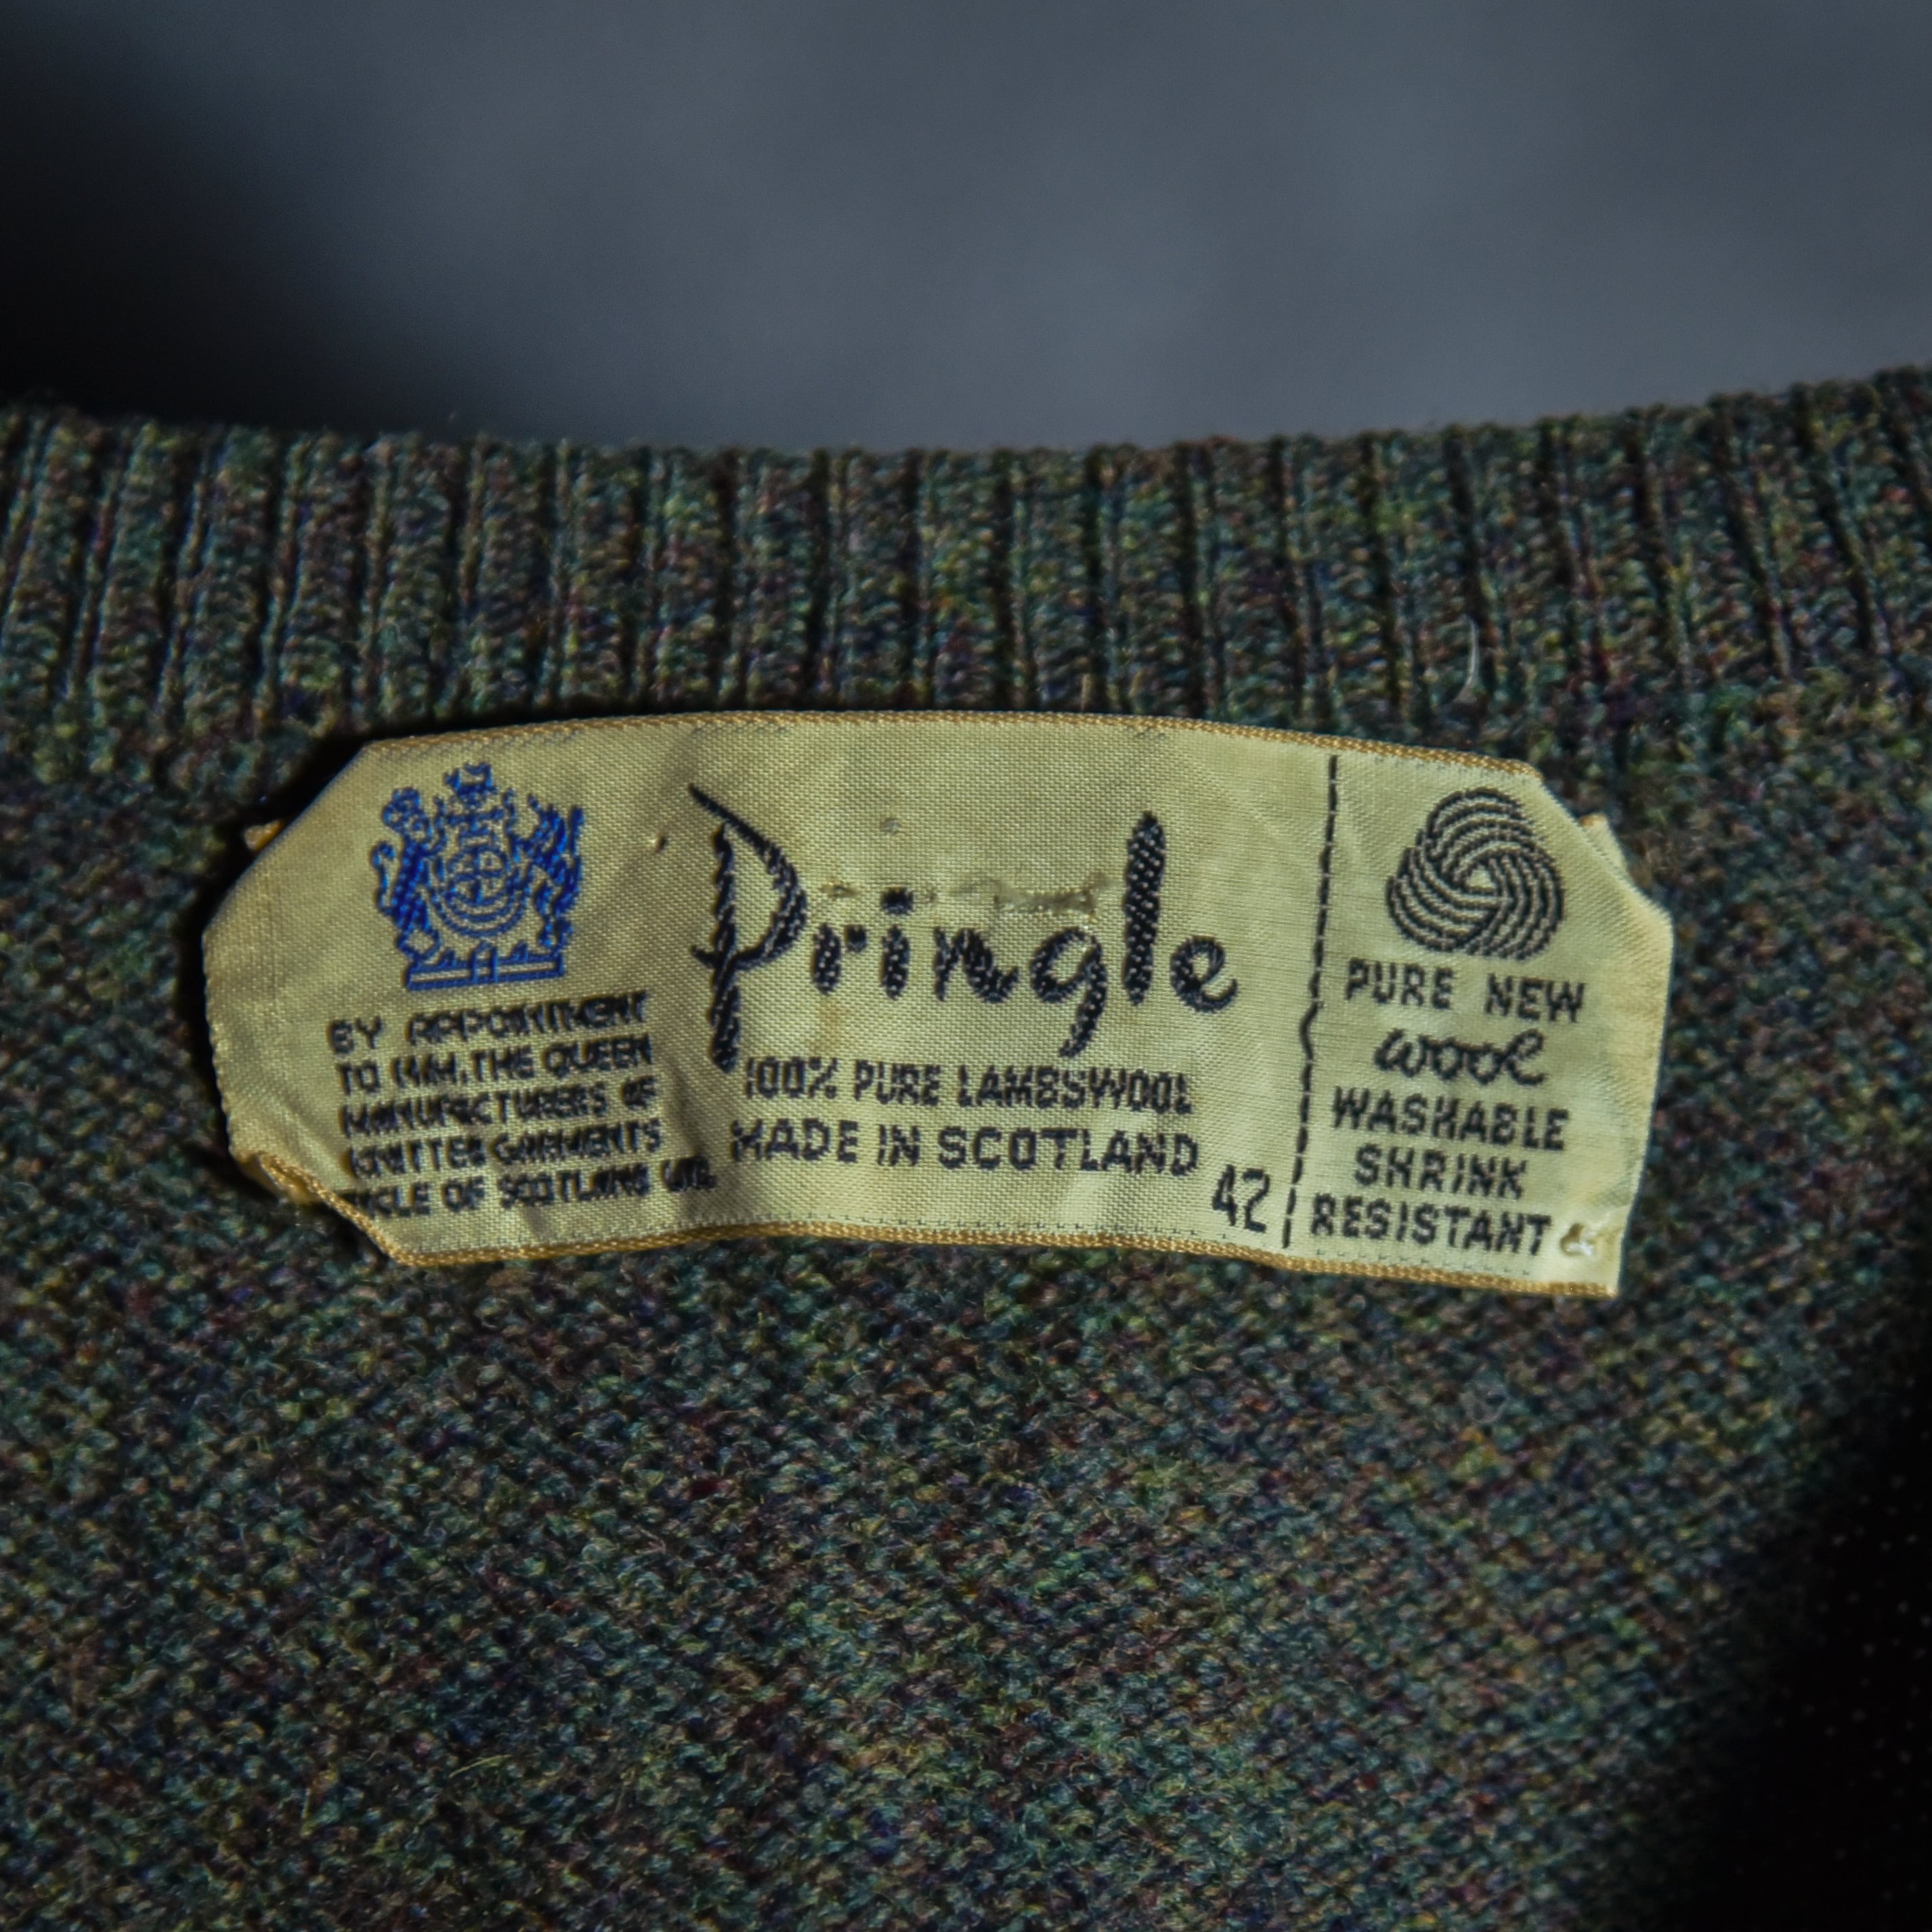 BY APPOINTMENT
TO H.M. THE QUEEN
MANUFACTURERS OF
KNITTED GARMENTS
OF SCOTLAND LTD.
Pringle
100% PURE LAMBSWOOL
MADE IN SCOTLAND
42
PURE NEW
wool
WASHABLE
SHRINK
RESISTANT